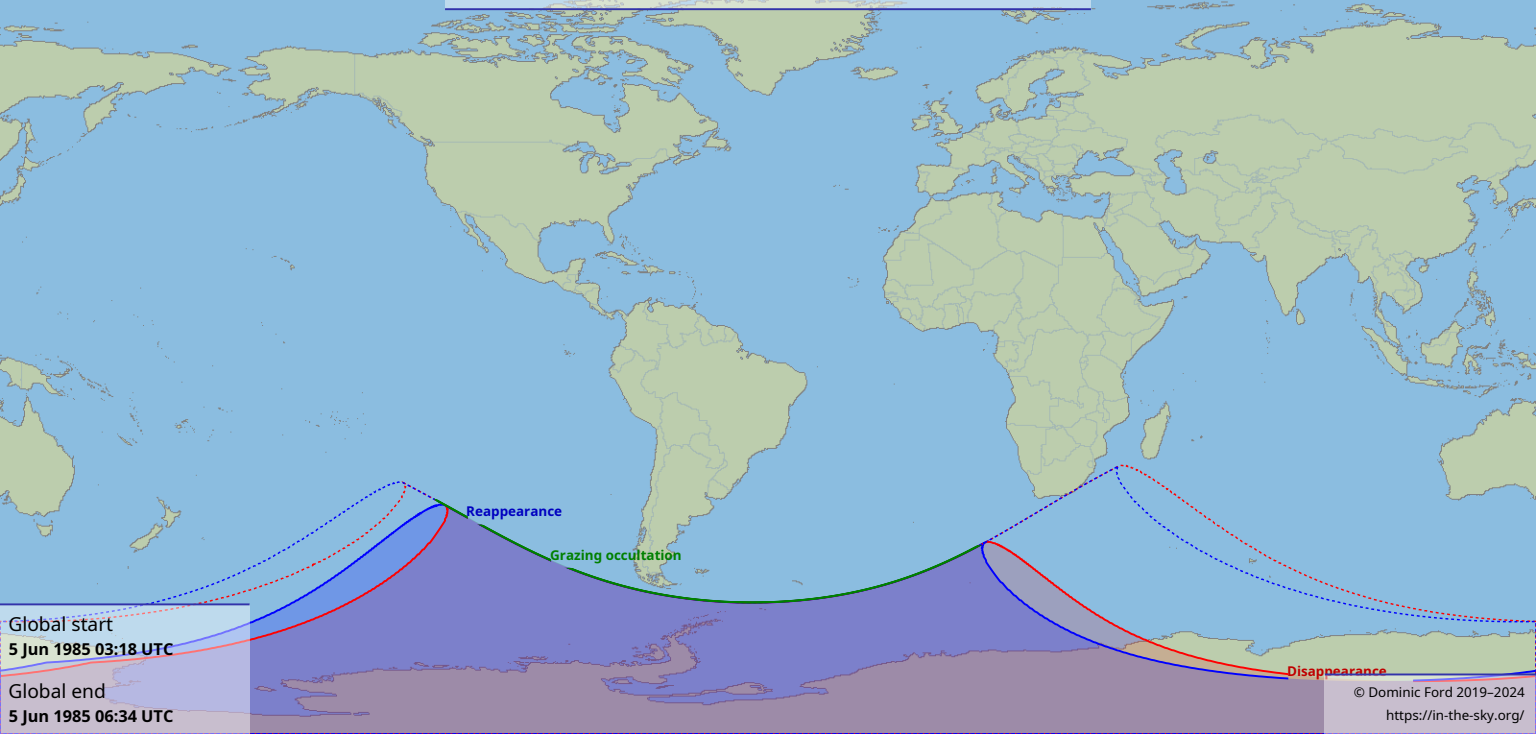 Reappearance
Grazing occultation
Disappearance
Global start
5 Jun 1985 03:18 UTC
Global end
5 Jun 1985 06:34 UTC
© Dominic Ford 2019–2024
https://in-the-sky.org/